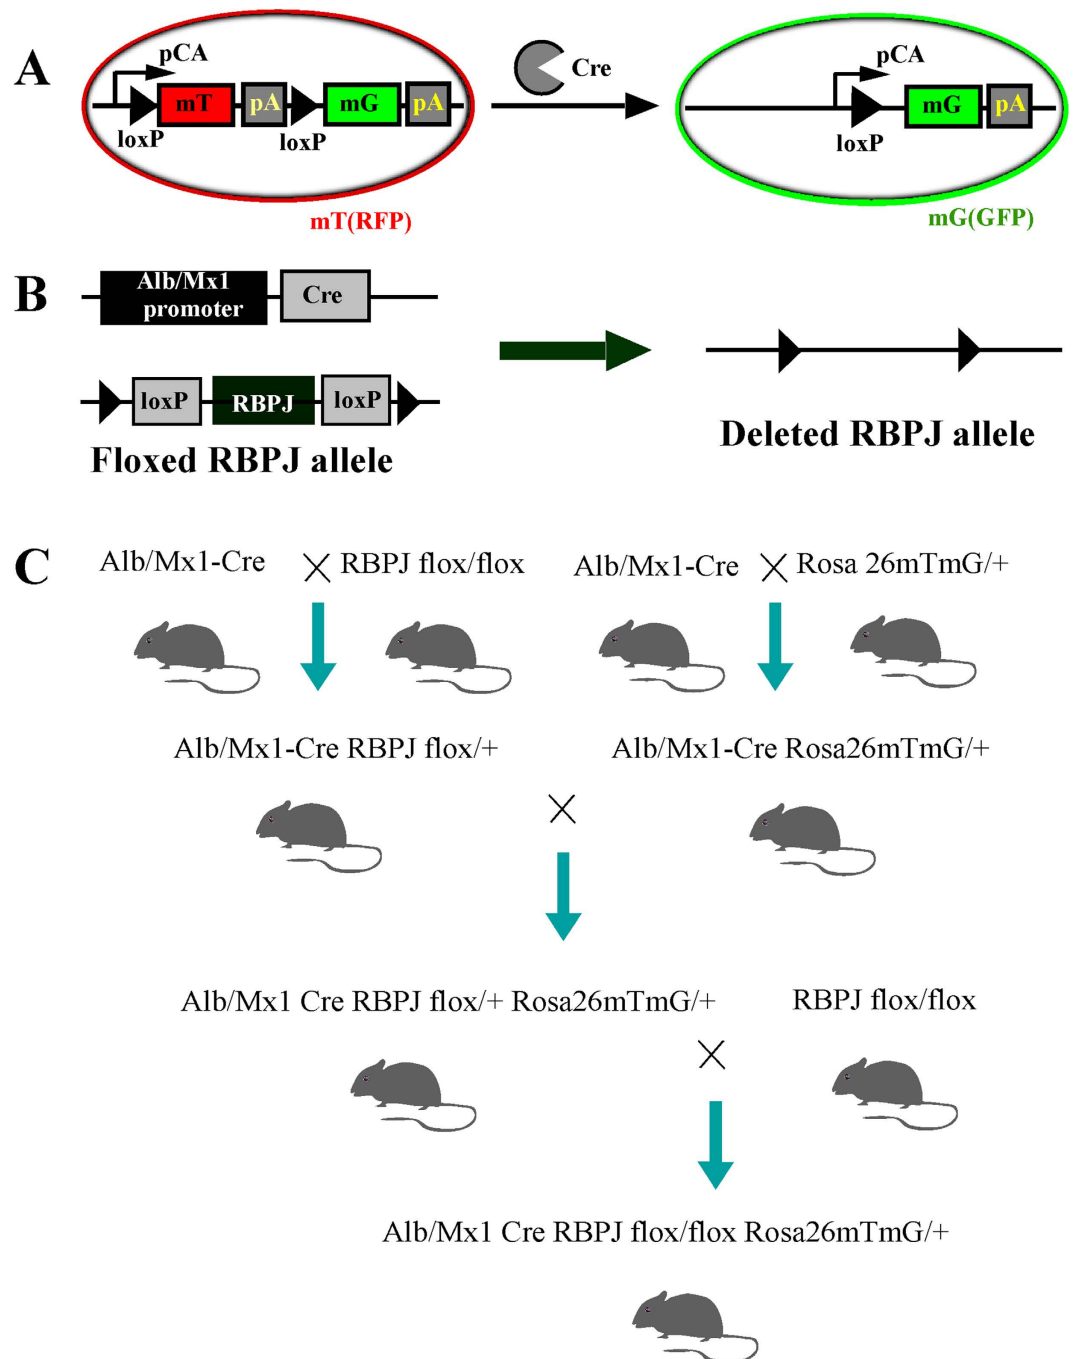 A
pCA
mT
pA
mG
pA
loxP
loxP
mT(RFP)
Cre
pCA
mG
pA
loxP
mG(GFP)
B
Alb/Mx1
promoter
Cre
loxP
RBPJ
loxP
Floxed RBPJ allele
Deleted RBPJ allele
C
Alb/Mx1-Cre
RBPJ flox/flox
Alb/Mx1-Cre
Rosa 26mTmG/+
Alb/Mx1-Cre RBPJ flox/+
Alb/Mx1-Cre Rosa26mTmG/+
Alb/Mx1 Cre RBPJ flox/+ Rosa26mTmG/+
RBPJ flox/flox
Alb/Mx1 Cre RBPJ flox/flox Rosa26mTmG/+